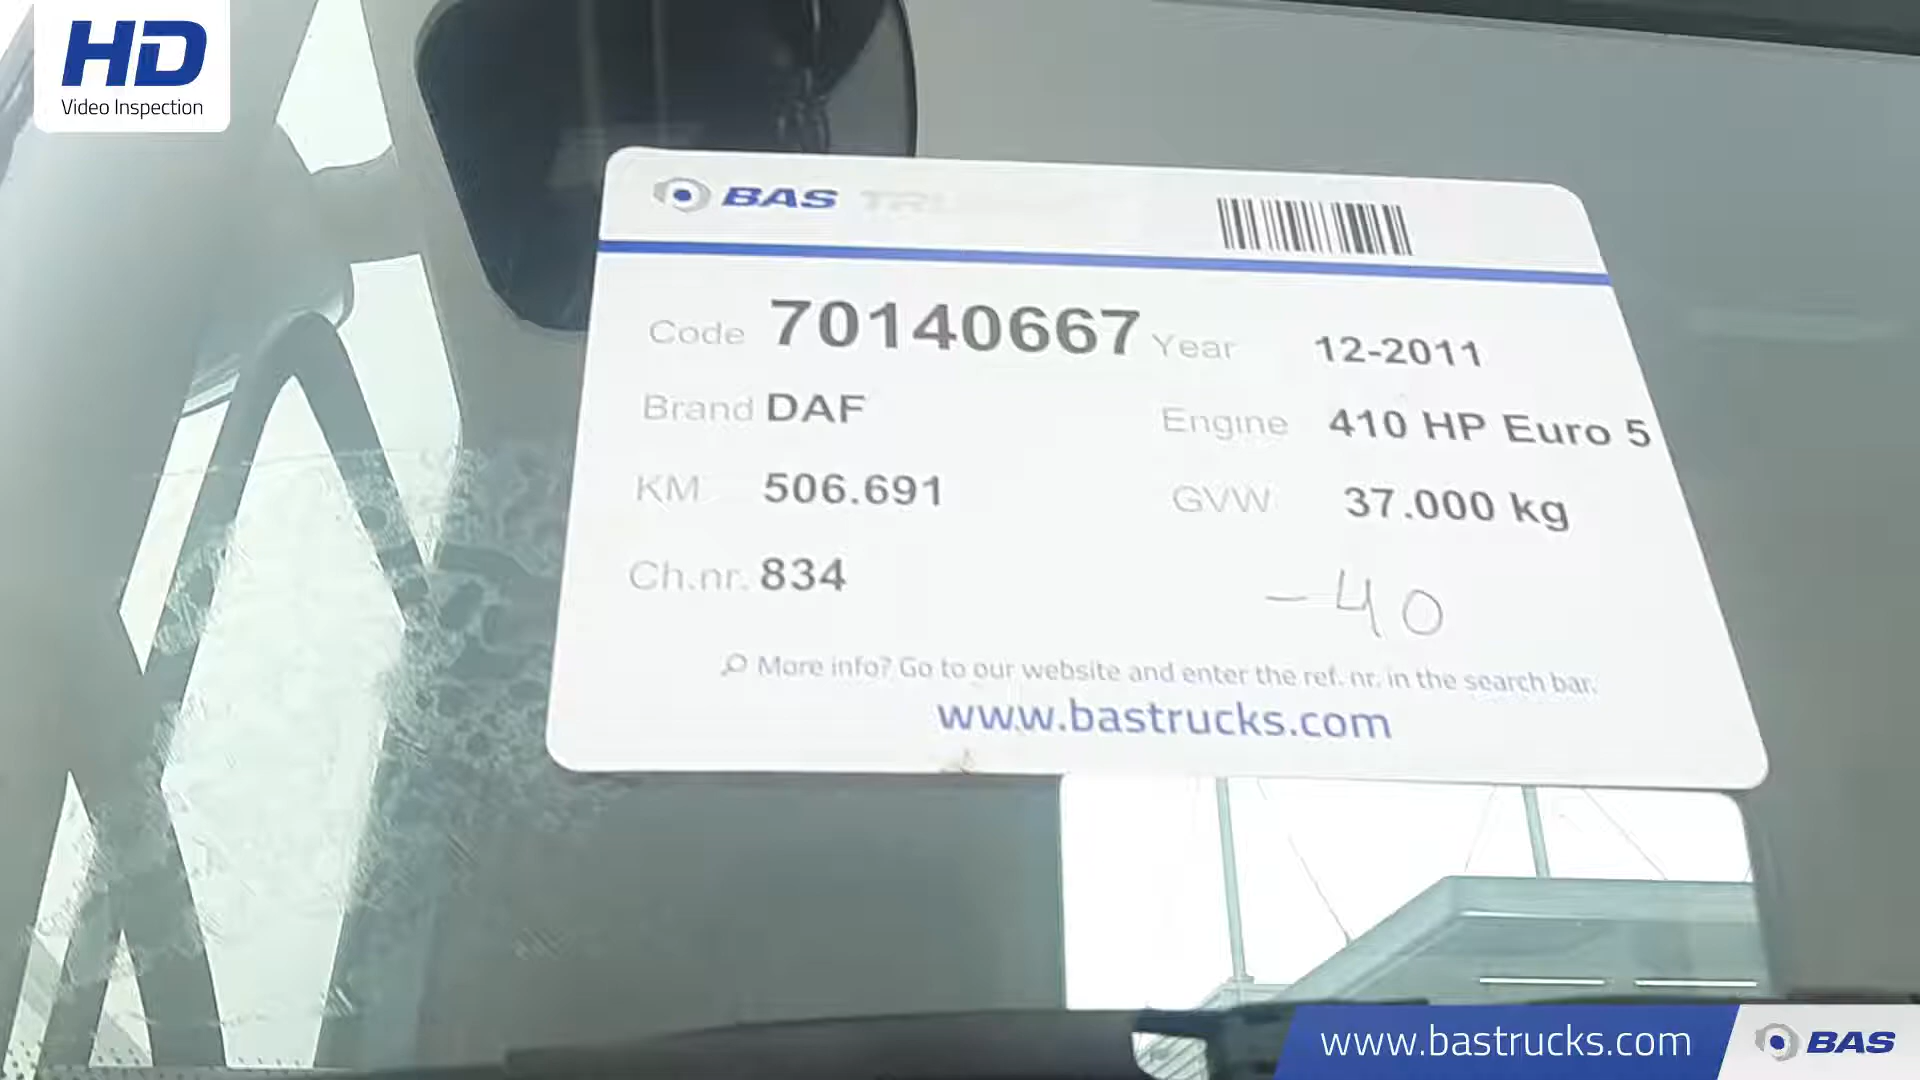 HD
Video Inspection
BAS
Code 70140667 Year 12-2011
Brand DAF Engine 410 HP Euro 5
KM 506.691 GVW 37.000 kg
Ch.nr. 834
-40
More info? Go to our website and enter the ref. nr. in the search bar.
www.bastrucks.com
www.bastrucks.com BAS